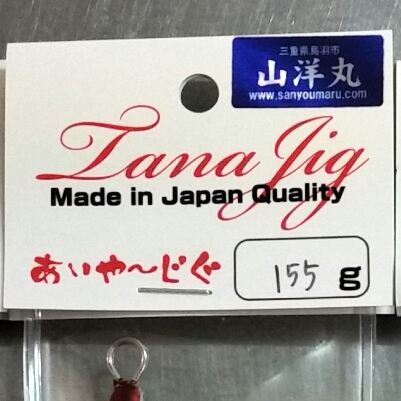 三重県鳥羽市
山洋丸
www.sanyoumaru.com
Tana Jig
Made in Japan Quality
あいや～じぐ
155 g